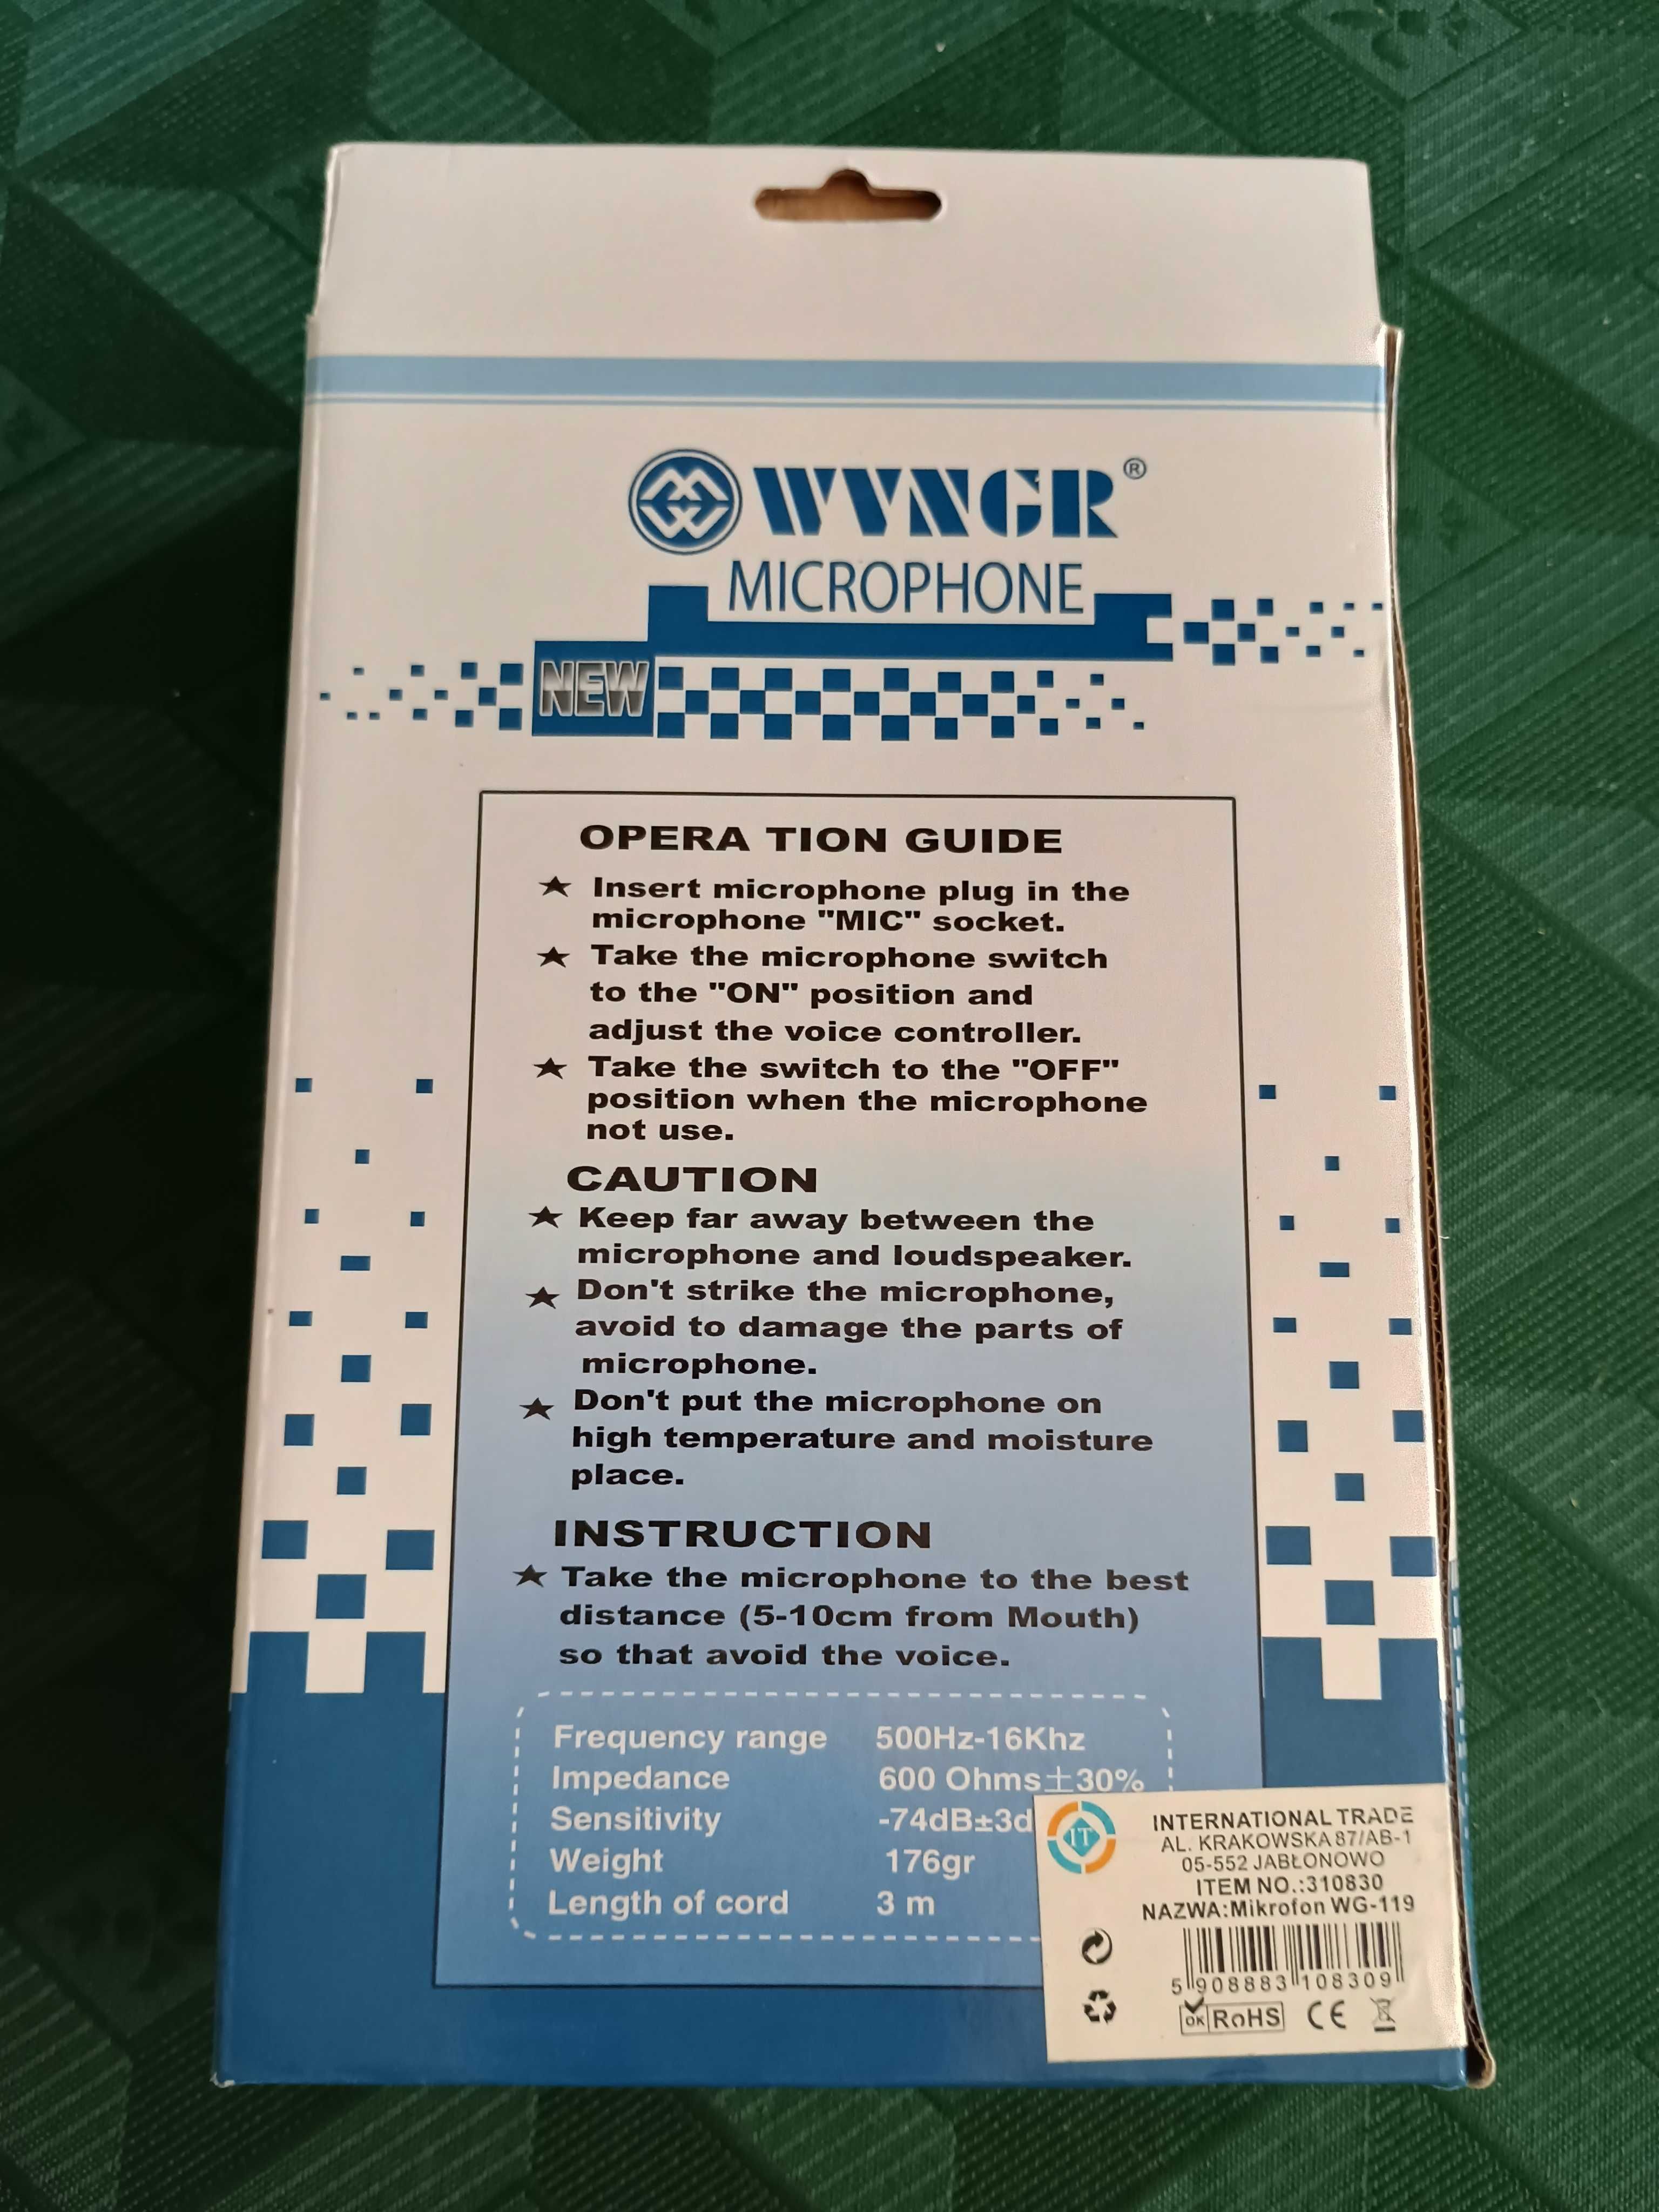 WVNGR®
MICROPHONE
NEW
OPERA TION GUIDE
★ Insert microphone plug in the
microphone "MIC" socket.
★ Take the microphone switch
to the "ON" position and
adjust the voice controller.
★ Take the switch to the "OFF"
position when the microphone
not use.
CAUTION
★ Keep far away between the
microphone and loudspeaker.
★ Don't strike the microphone,
avoid to damage the parts of
microphone.
★ Don't put the microphone on
high temperature and moisture
place.
INSTRUCTION
★ Take the microphone to the best
distance (5-10cm from Mouth)
so that avoid the voice.
Frequency range 500Hz-16Khz
Impedance 600 Ohms±30%
Sensitivity -74dB±3d
Weight 176gr
Length of cord 3 m
IT
INTERNATIONAL TRADE
AL. KRAKOWSKA 87/AB-1
05-552 JABŁONOWO
ITEM NO.:310830
NAZWA:Mikrofon WG-119
5 908883 108309
OK RoHS CE